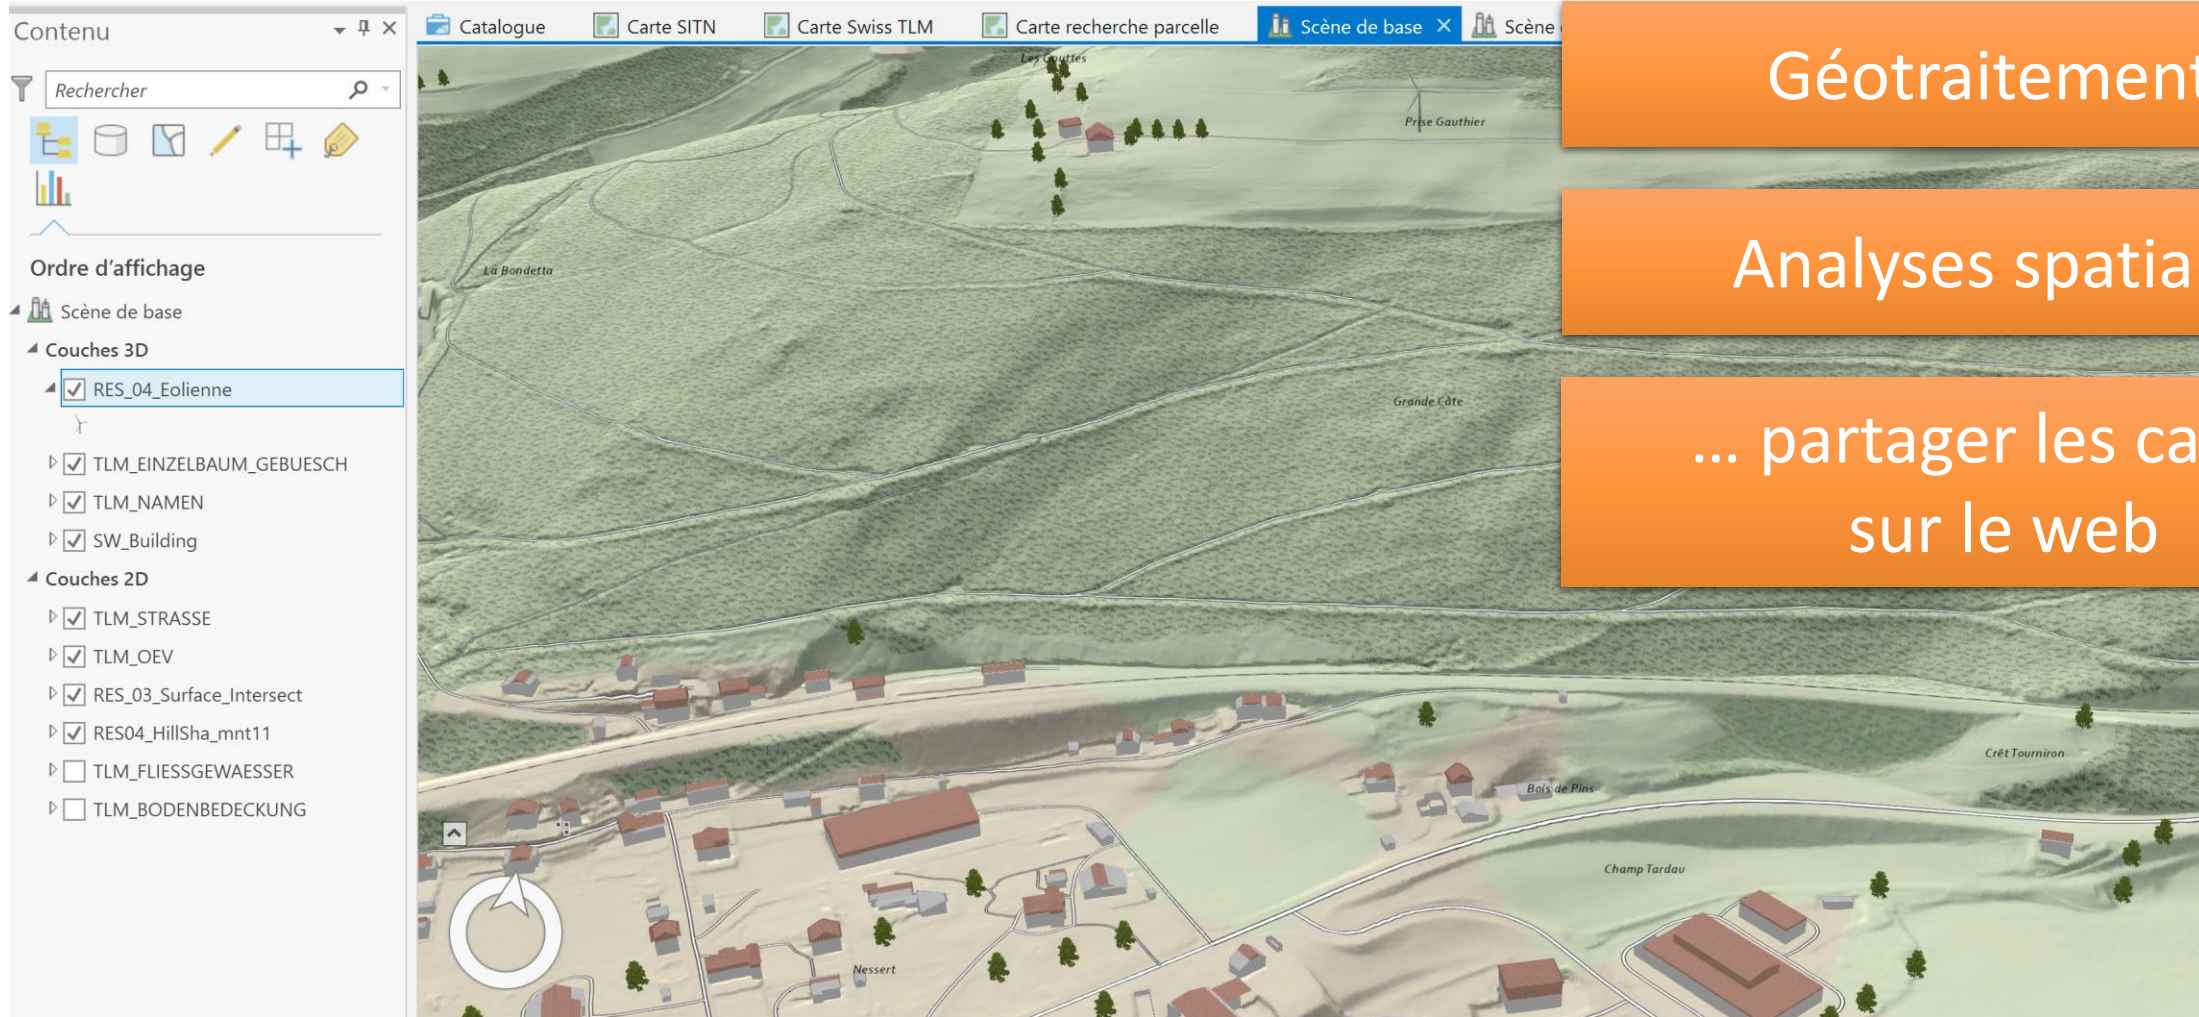 Contenu
Rechercher
Ordre d'affichage
Scène de base
Couches 3D
RES_04_Eolienne
TLM_EINZELBAUM_GEBUESCH
TLM_NAMEN
SW_Building
Couches 2D
TLM_STRASSE
TLM_OEV
RES_03_Surface_Intersect
RES04_HillSha_mnt11
TLM_FLIESSGEWAESSER
TLM_BODENBEDECKUNG
Catalogue Carte SITN Carte Swiss TLM Carte recherche parcelle Scène de base Scène
Les Gouttes
Prise Gauthier
La Bondetta
Grande Côte
Crêt Tourniron
Bois de Pins
Champ Tardau
Nessert
Géotraitement
Analyses spatia
... partager les ca
sur le web